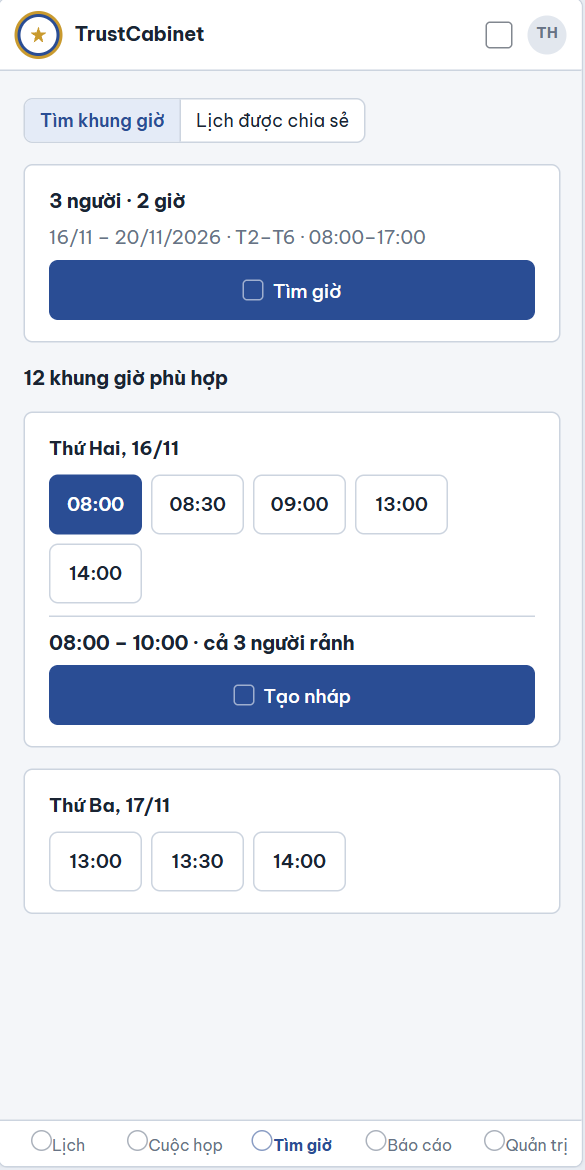 TrustCabinet
TH
Tìm khung giờ
Lịch được chia sẻ
3 người · 2 giờ
16/11 – 20/11/2026 · T2–T6 · 08:00–17:00
Tìm giờ
12 khung giờ phù hợp
Thứ Hai, 16/11
08:00 08:30 09:00 13:00
14:00
08:00 – 10:00 · cả 3 người rảnh
Tạo nháp
Thứ Ba, 17/11
13:00 13:30 14:00
Lịch Cuộc họp Tìm giờ Báo cáo Quản trị